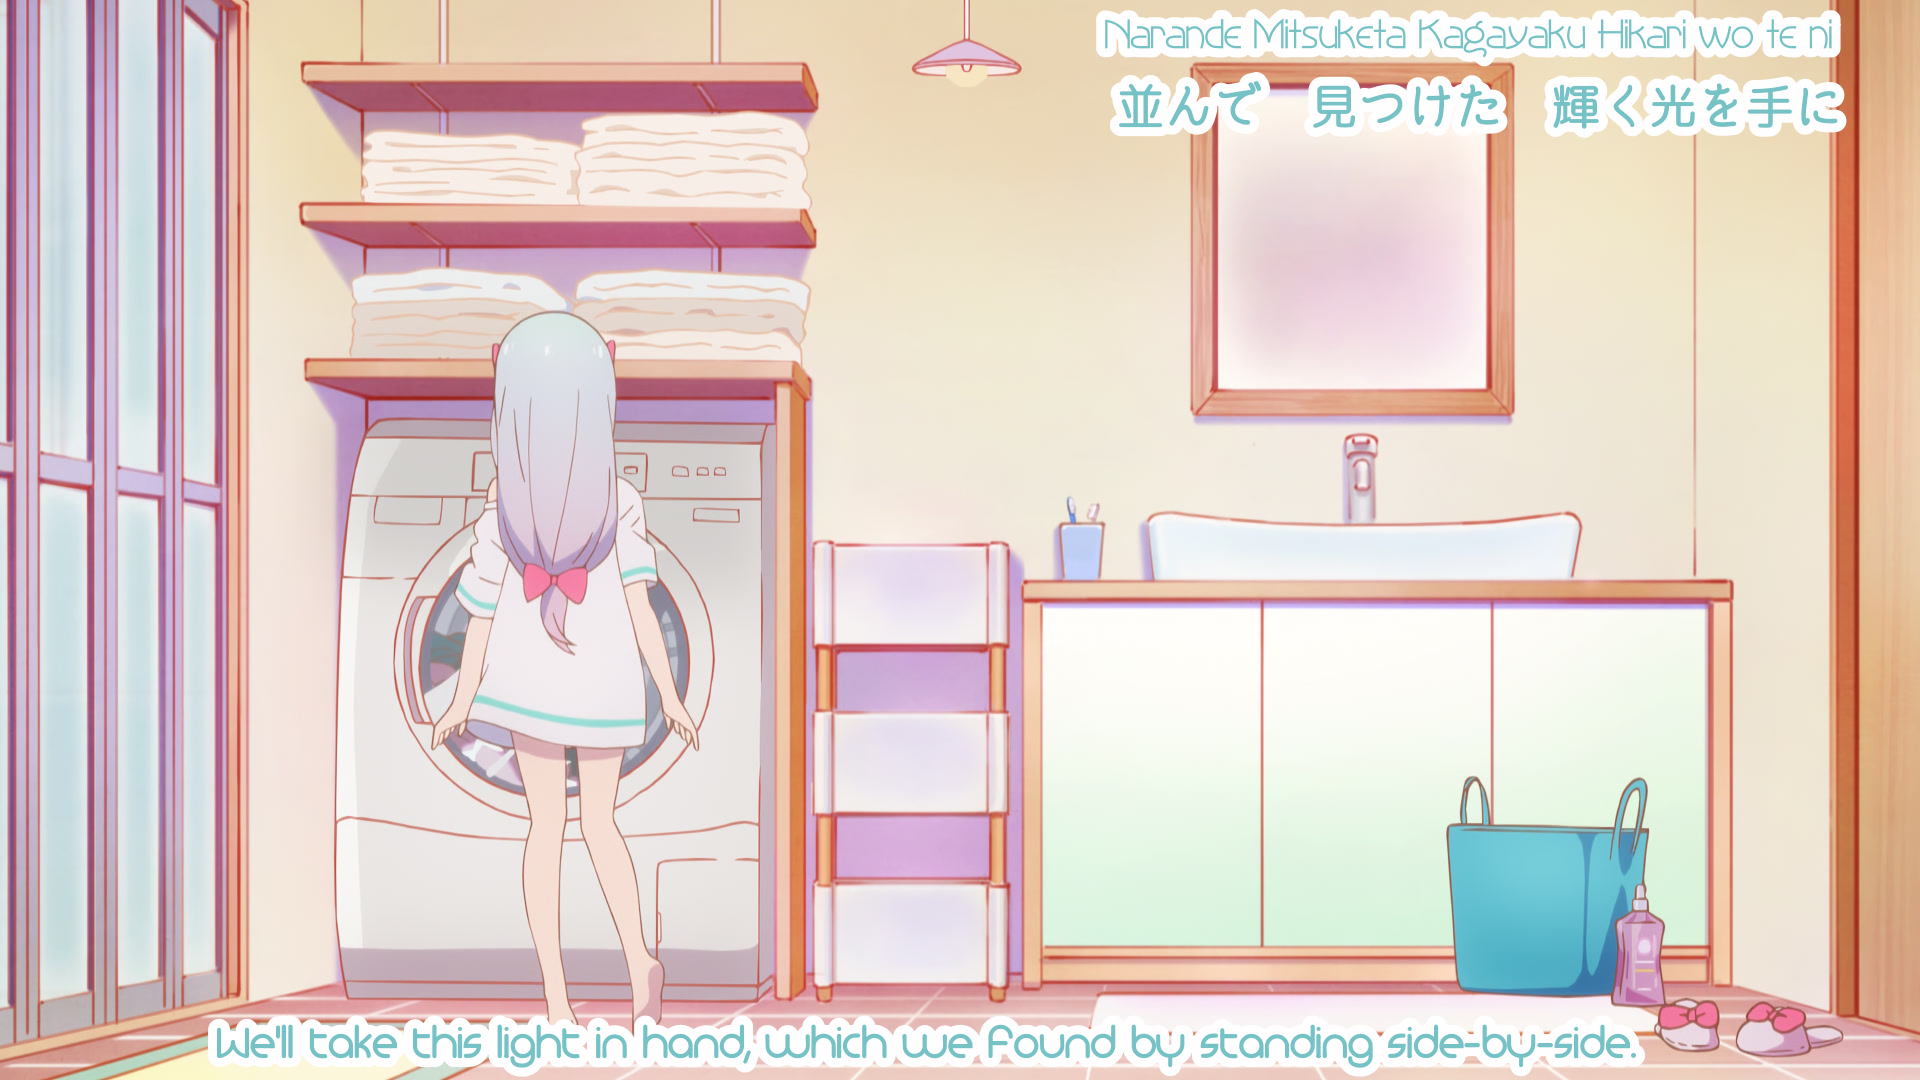 Narande Mitsuketa Kagayaku Hikari wo te ni
並んで　見つけた　輝く光を手に
We'll take this light in hand, which we found by standing side-by-side.